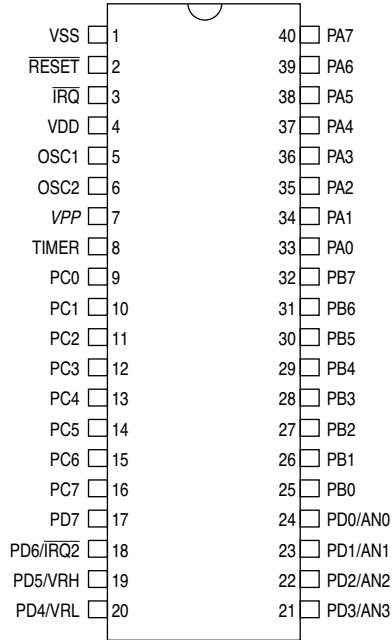 VSS 1 40 PA7
RESET 2 39 PA6
IRQ 3 38 PA5
VDD 4 37 PA4
OSC1 5 36 PA3
OSC2 6 35 PA2
VPP 7 34 PA1
TIMER 8 33 PA0
PC0 9 32 PB7
PC1 10 31 PB6
PC2 11 30 PB5
PC3 12 29 PB4
PC4 13 28 PB3
PC5 14 27 PB2
PC6 15 26 PB1
PC7 16 25 PB0
PD7 17 24 PD0/AN0
PD6/IRQ2 18 23 PD1/AN1
PD5/VRH 19 22 PD2/AN2
PD4/VRL 20 21 PD3/AN3